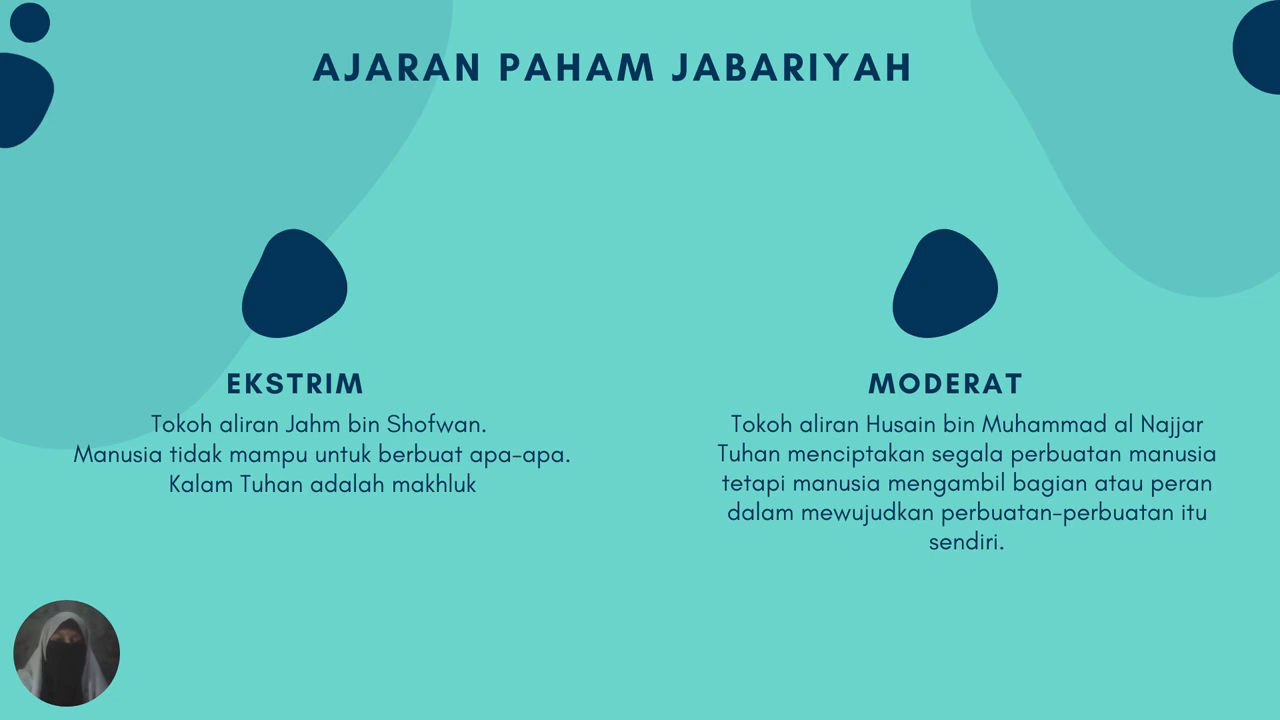 AJARAN PAHAM JABARIYAH
EKSTRIM
Tokoh aliran Jahm bin Shofwan.
Manusia tidak mampu untuk berbuat apa-apa.
Kalam Tuhan adalah makhluk
MODERAT
Tokoh aliran Husain bin Muhammad al Najjar
Tuhan menciptakan segala perbuatan manusia
tetapi manusia mengambil bagian atau peran
dalam mewujudkan perbuatan-perbuatan itu
sendiri.